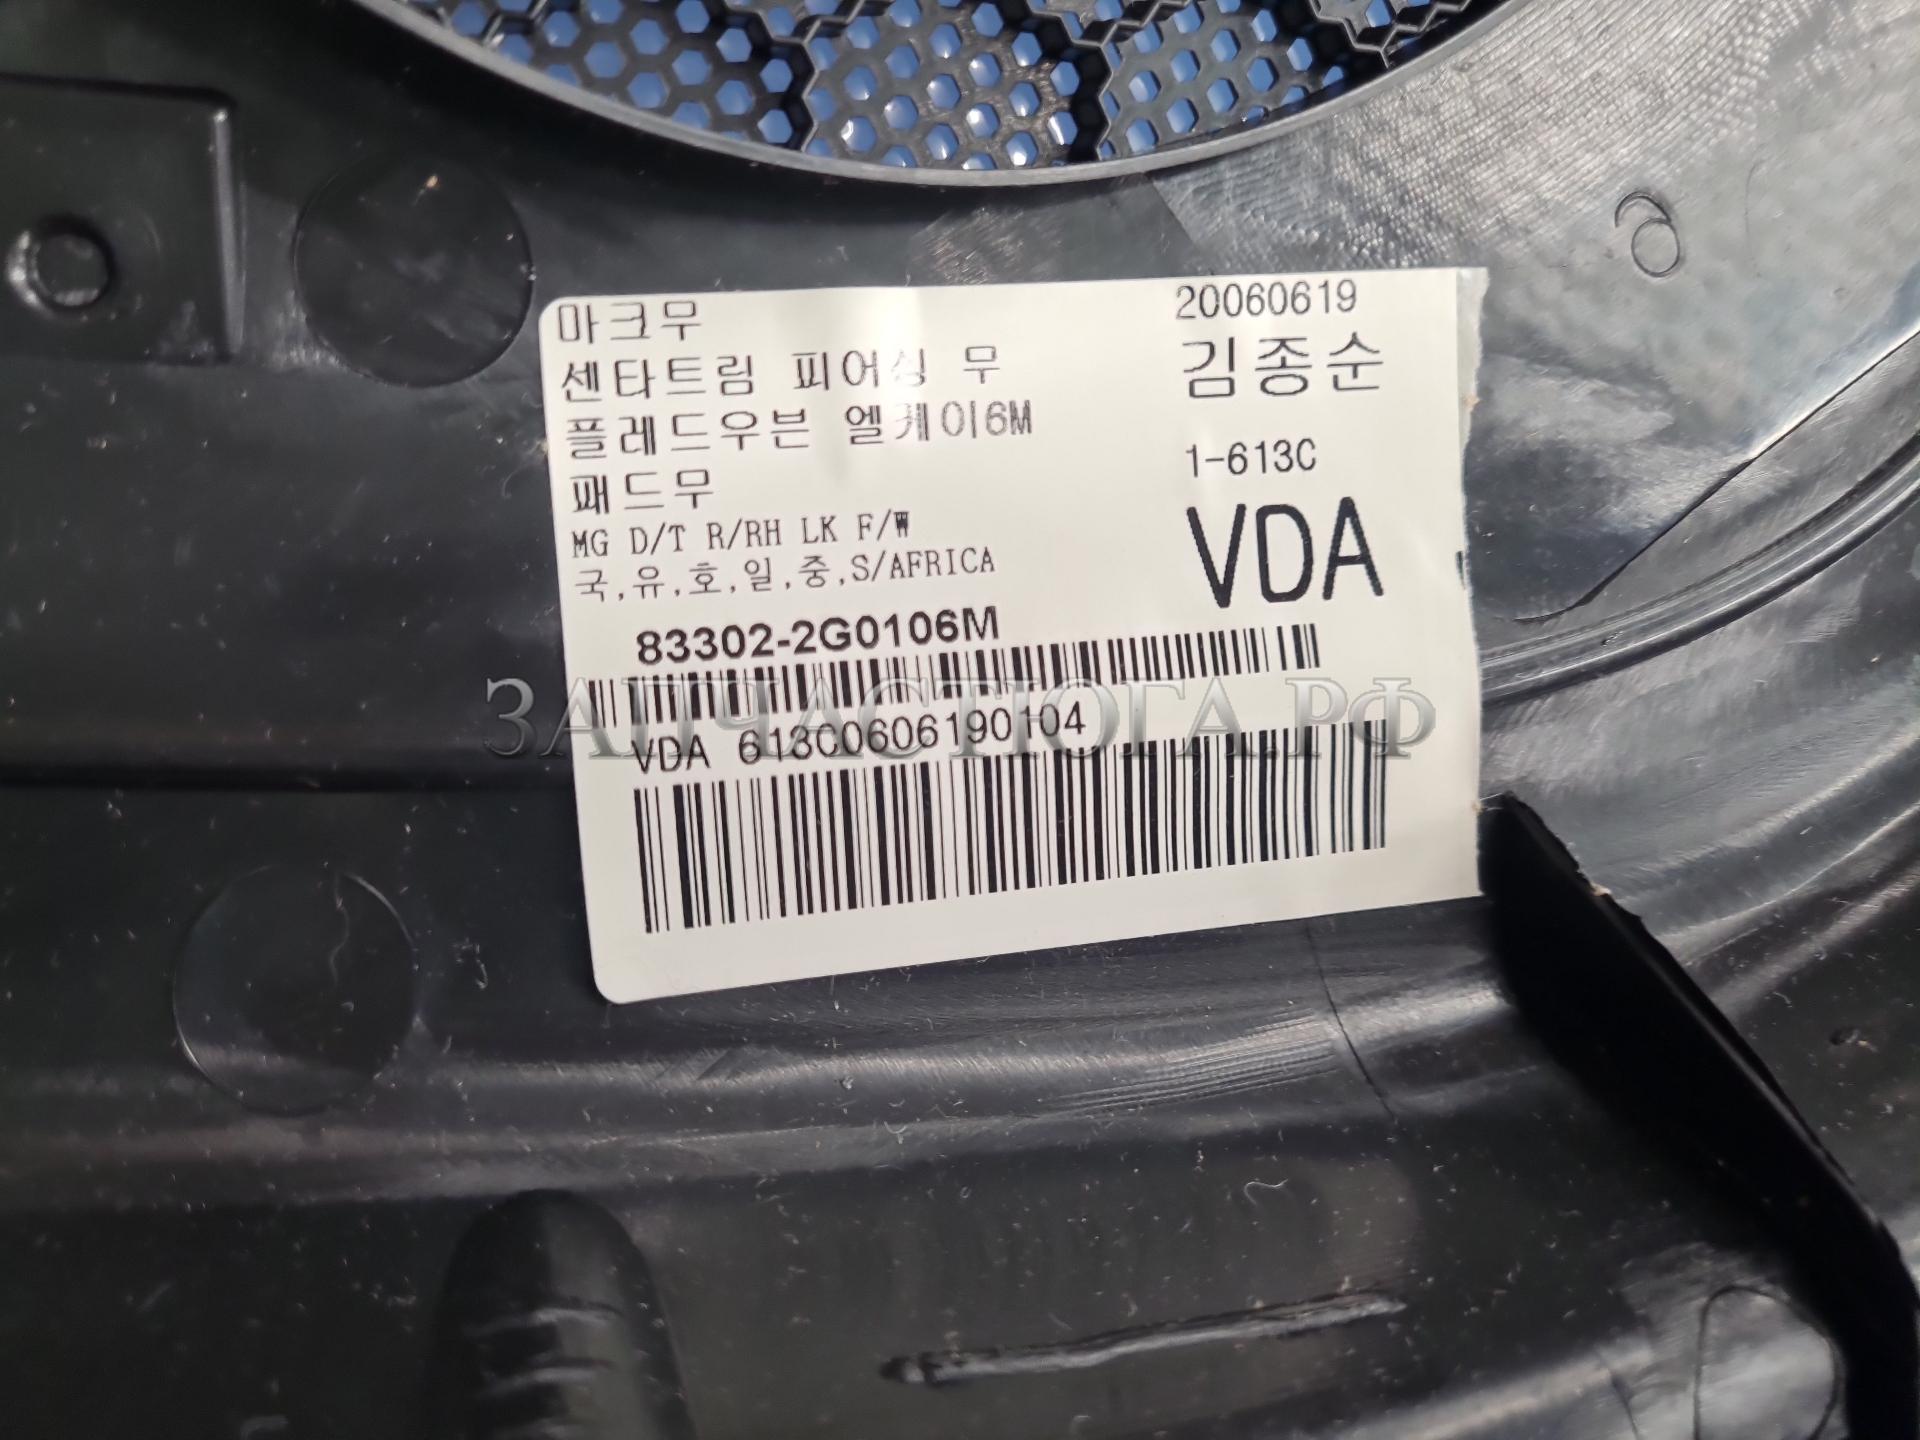 마크무
센타트림 피어싱 무
플레드우븐 엘케이6M
패드무
MG D/T R/RH LK F/W
국,유,호,일,중,S/AFRICA
20060619
김종순
1-613C
VDA
83302-2G0106M
ЗАПЧАСТЮГА.РФ
VDA 613C0606190104